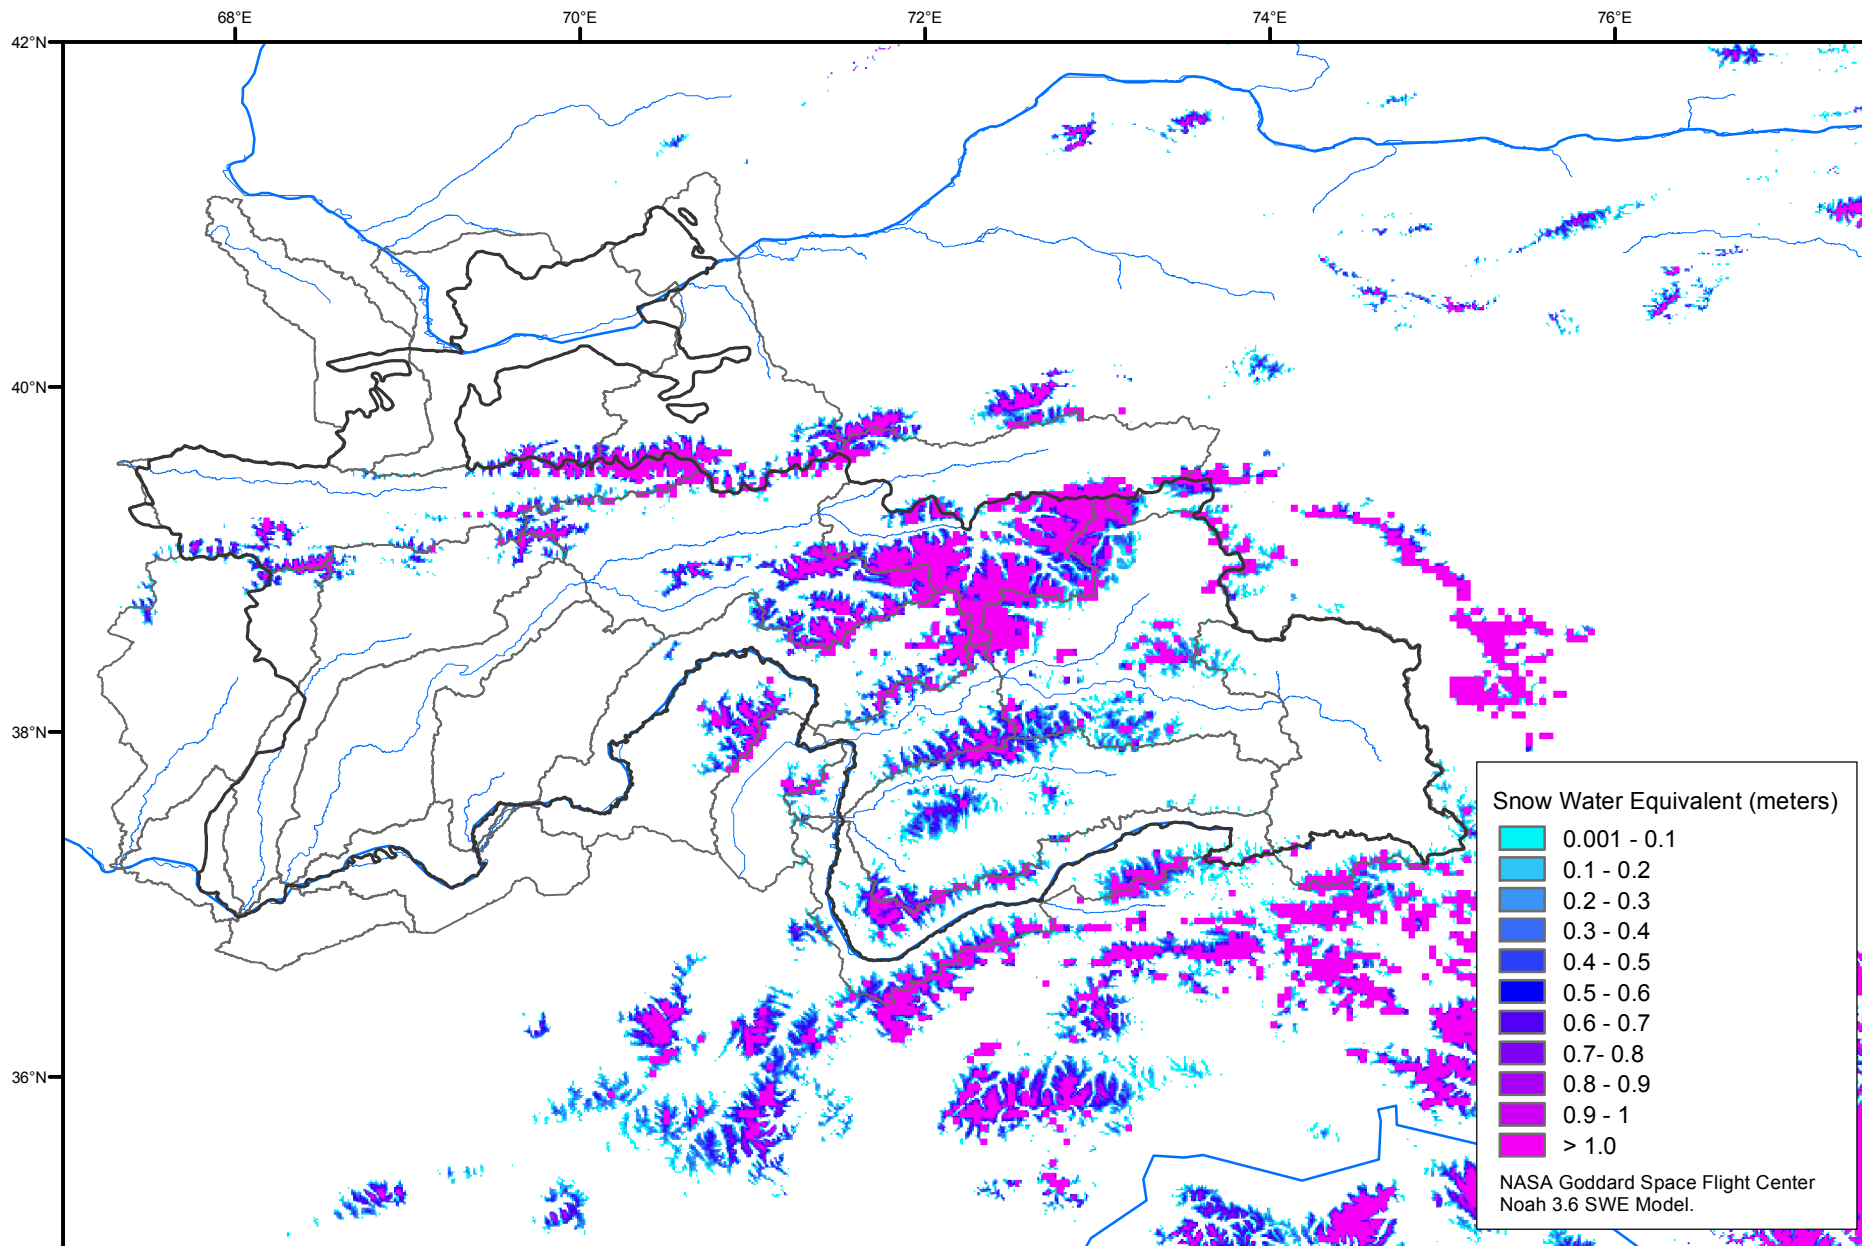 68°E
70°E
72°E
74°E
76°E
42°N
40°N
38°N
36°N
Snow Water Equivalent (meters)
0.001 - 0.1
0.1 - 0.2
0.2 - 0.3
0.3 - 0.4
0.4 - 0.5
0.5 - 0.6
0.6 - 0.7
0.7- 0.8
0.8 - 0.9
0.9 - 1
> 1.0
NASA Goddard Space Flight Center
Noah 3.6 SWE Model.